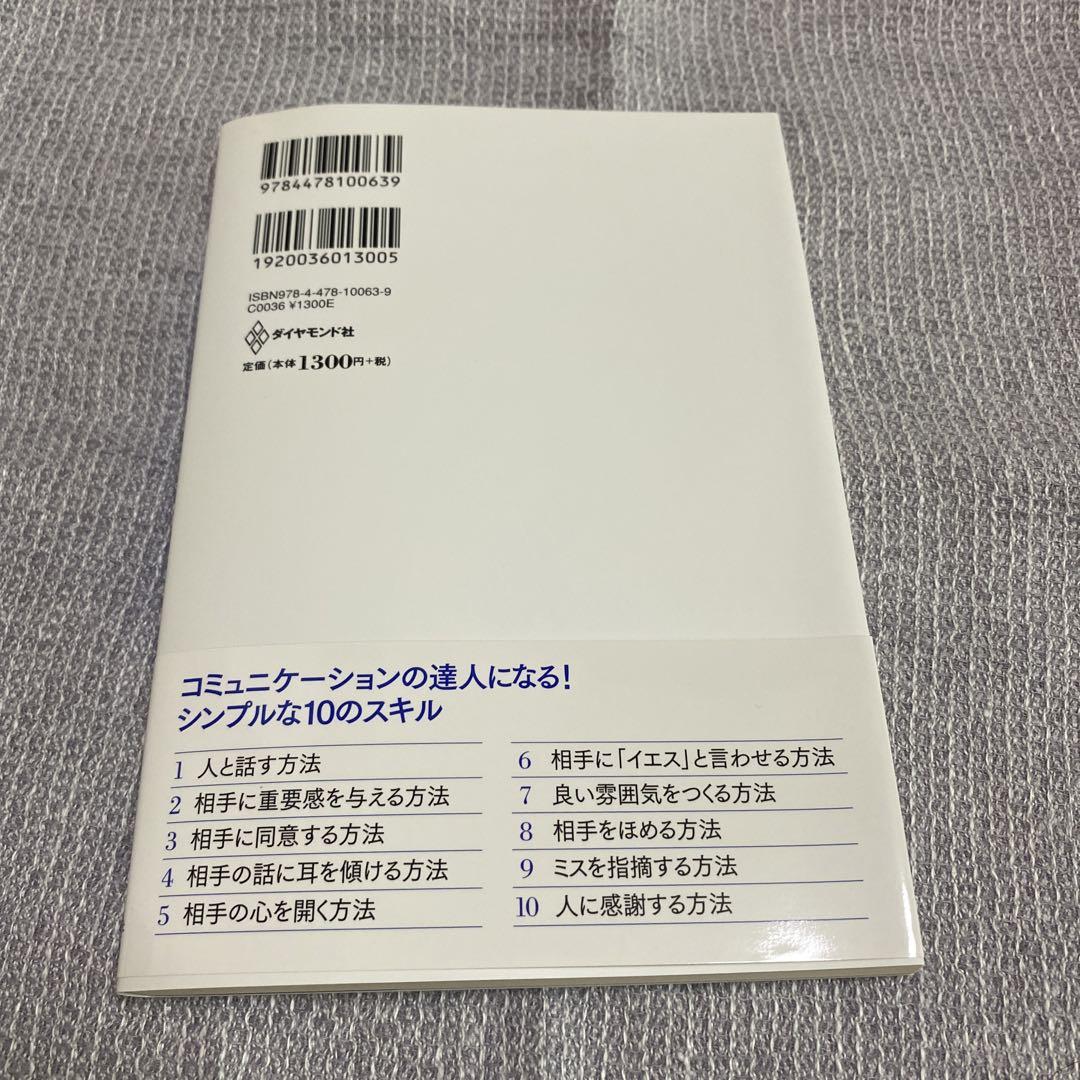 9784478100639
1920036013005
ISBN978-4-478-10063-9
C0036 ¥1300E
ダイヤモンド社
定価(本体1300円+税)
コミュニケーションの達人になる!
シンプルな10のスキル
1 人と話す方法
2 相手に重要感を与える方法
3 相手に同意する方法
4 相手の話に耳を傾ける方法
5 相手の心を開く方法
6 相手に「イエス」と言わせる方法
7 良い雰囲気をつくる方法
8 相手をほめる方法
9 ミスを指摘する方法
10 人に感謝する方法